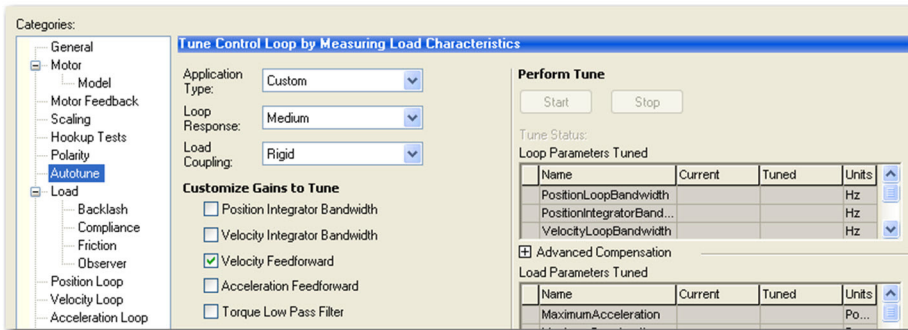 Categories:
General
Motor
Model
Motor Feedback
Scaling
Hookup Tests
Polarity
Autotune
Load
Backlash
Compliance
Friction
Observer
Position Loop
Velocity Loop
Acceleration Loop
Tune Control Loop by Measuring Load Characteristics
Application
Type:
Custom
Loop
Response:
Medium
Load
Coupling:
Rigid
Customize Gains to Tune
Position Integrator Bandwidth
Velocity Integrator Bandwidth
Velocity Feedforward
Acceleration Feedforward
Torque Low Pass Filter
Perform Tune
Start Stop
Tune Status:
Loop Parameters Tuned
Name Current Tuned Units
PositionLoopBandwidth Hz
PositionIntegratorBand... Hz
VelocityLoopBandwidth Hz
Advanced Compensation
Load Parameters Tuned
Name Current Tuned Units
MaximumAcceleration Po...